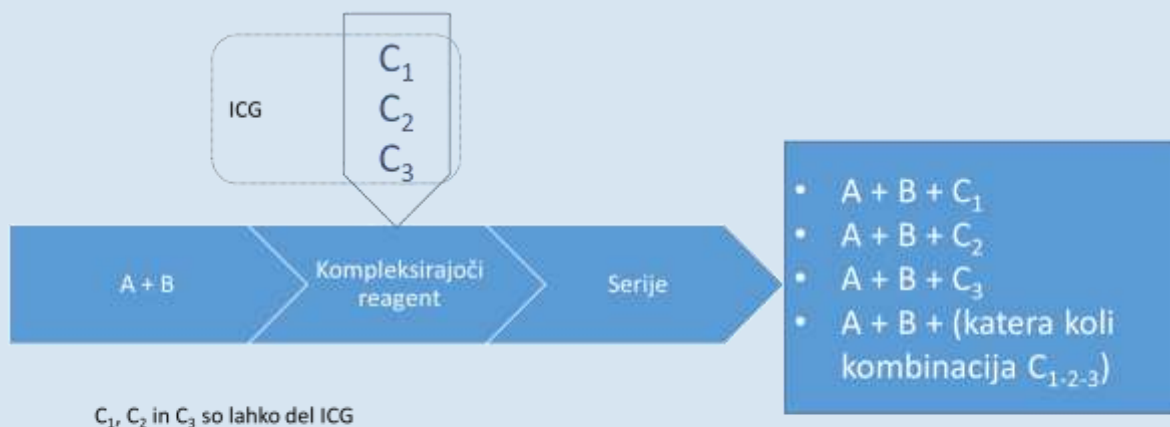 ICG
C₁
C₂
C₃
A + B
Kompleksirajoči
reagent
Serije
• A + B + C₁
• A + B + C₂
• A + B + C₃
• A + B + (katera koli
kombinacija C₁₋₂₋₃)
C₁, C₂ in C₃ so lahko del ICG